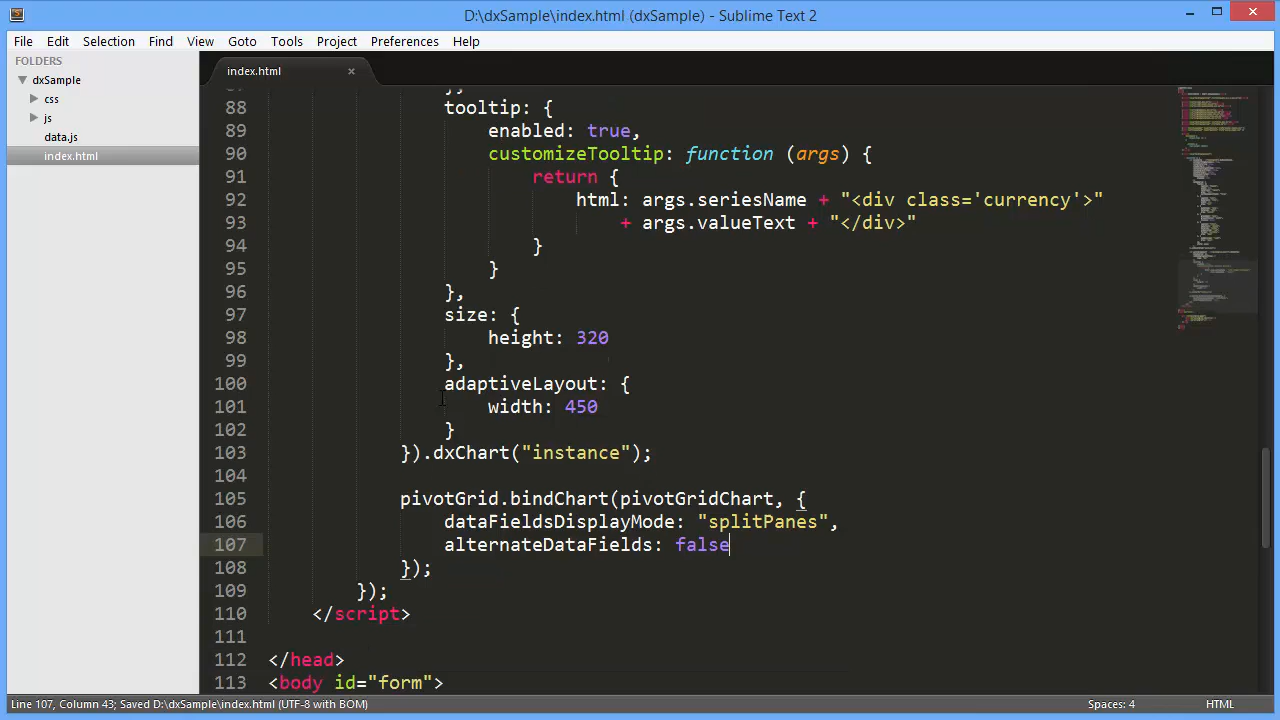 D:\dxSample\index.html (dxSample) - Sublime Text 2
File Edit Selection Find View Goto Tools Project Preferences Help
FOLDERS
dxSample
css
js
data.js
index.html
index.html ×
88 tooltip: {
89 enabled: true,
90 customizeTooltip: function (args) {
91 return {
92 html: args.seriesName + "<div class='currency'>"
93 + args.valueText + "</div>"
94 }
95 }
96 },
97 size: {
98 height: 320
99 },
100 adaptiveLayout: {
101 width: 450
102 }
103 }).dxChart("instance");
104
105 pivotGrid.bindChart(pivotGridChart, {
106 dataFieldsDisplayMode: "splitPanes",
107 alternateDataFields: false
108 });
109 });
110 </script>
111
112 </head>
113 <body id="form">
Line 107, Column 43; Saved D:\dxSample\index.html (UTF-8 with BOM) Spaces: 4 HTML